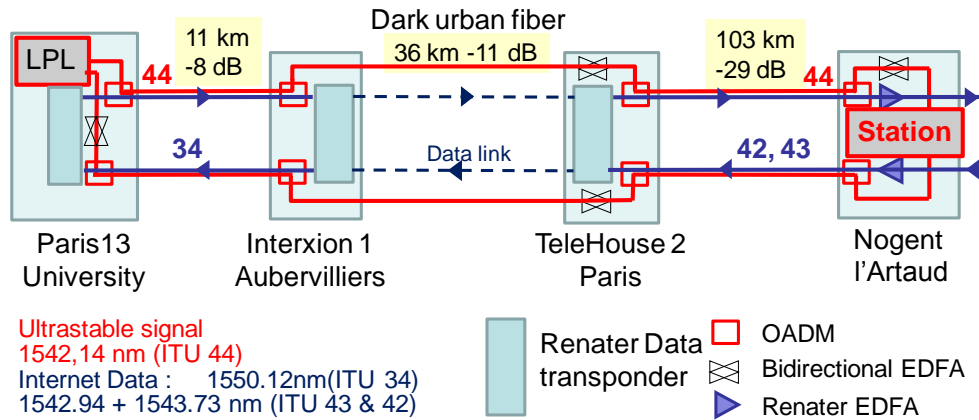 Dark urban fiber
11 km
-8 dB
36 km -11 dB
103 km
-29 dB
LPL
44
44
Station
34
Data link
42, 43
Paris13
University
Interxion 1
Aubervilliers
TeleHouse 2
Paris
Nogent
l'Artaud
Ultrastable signal
1542,14 nm (ITU 44)
Internet Data : 1550.12nm(ITU 34)
1542.94 + 1543.73 nm (ITU 43 & 42)
Renater Data
transponder
OADM
Bidirectional EDFA
Renater EDFA